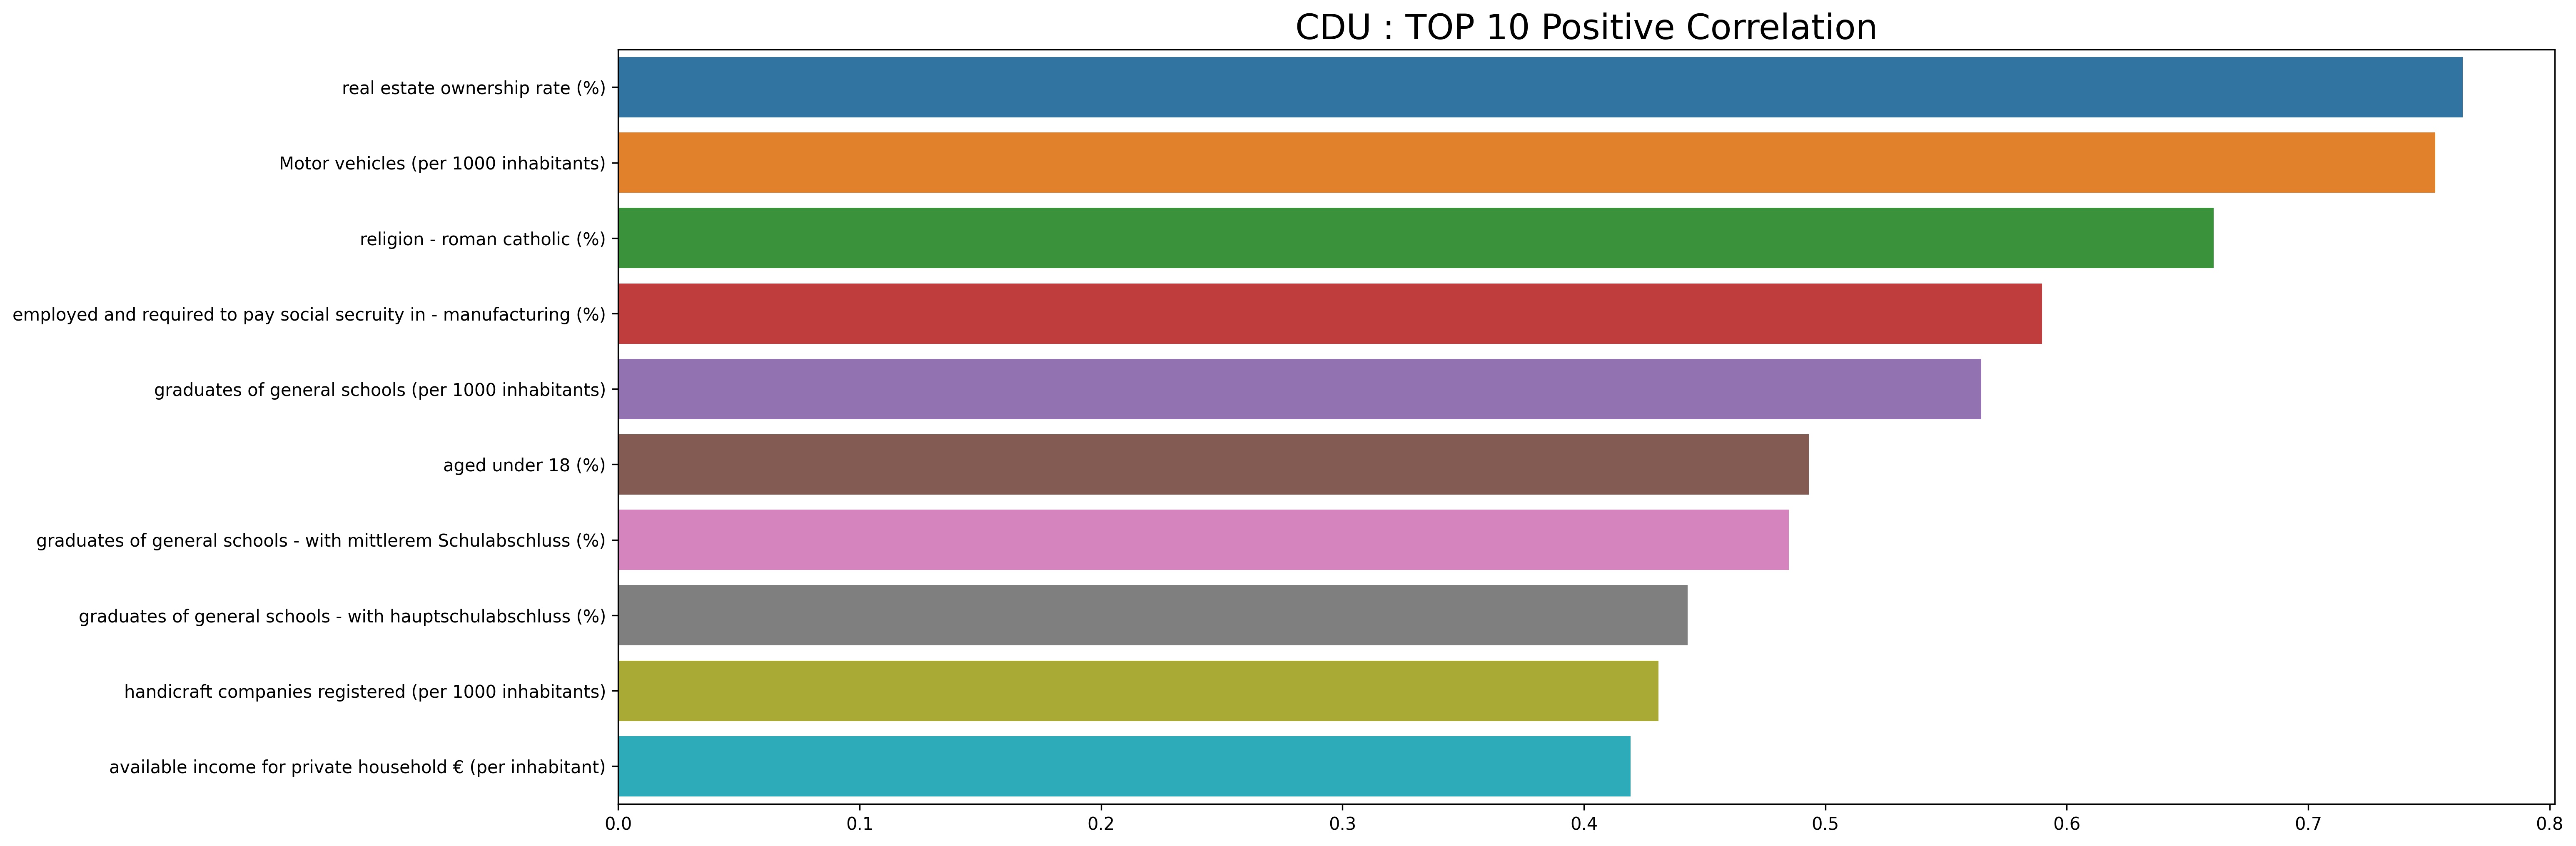 CDU : TOP 10 Positive Correlation
real estate ownership rate (%)
Motor vehicles (per 1000 inhabitants)
religion - roman catholic (%)
employed and required to pay social secruity in - manufacturing (%)
graduates of general schools (per 1000 inhabitants)
aged under 18 (%)
graduates of general schools - with mittlerem Schulabschluss (%)
graduates of general schools - with hauptschulabschluss (%)
handicraft companies registered (per 1000 inhabitants)
available income for private household € (per inhabitant)
0.0 0.1 0.2 0.3 0.4 0.5 0.6 0.7 0.8